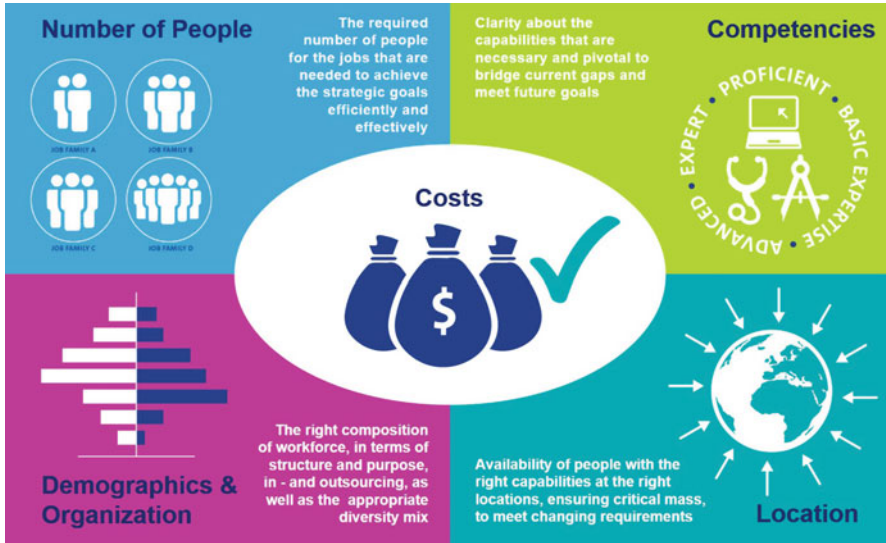 Number of People
JOB FAMILY A
JOB FAMILY B
JOB FAMILY C
JOB FAMILY D
The required
number of people
for the jobs that are
needed to achieve
the strategic goals
efficiently and
effectively
Clarity about the
capabilities that are
necessary and pivotal to
bridge current gaps and
meet future goals
Competencies
PROFICIENT • BASIC EXPERTISE • ADVANCED • EXPERT •
Costs
$
The right composition
of workforce, in terms of
structure and purpose,
in - and outsourcing, as
well as the appropriate
diversity mix
Demographics &
Organization
Availability of people with the
right capabilities at the right
locations, ensuring critical mass,
to meet changing requirements
Location